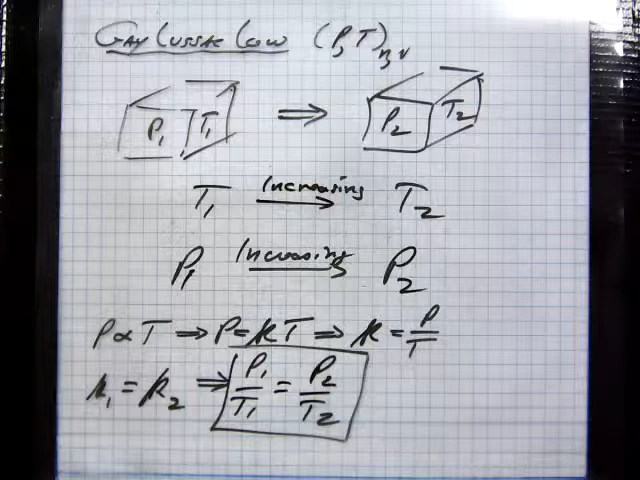 GAY LUSSAC LAW (P,T)n,v
P₁ T₁ ⇒ P₂ T₂
T₁ Increasing → T₂
P₁ Increasing → P₂
P ∝ T ⇒ P = kT ⇒ k = P/T
k₁ = k₂ ⇒ P₁/T₁ = P₂/T₂